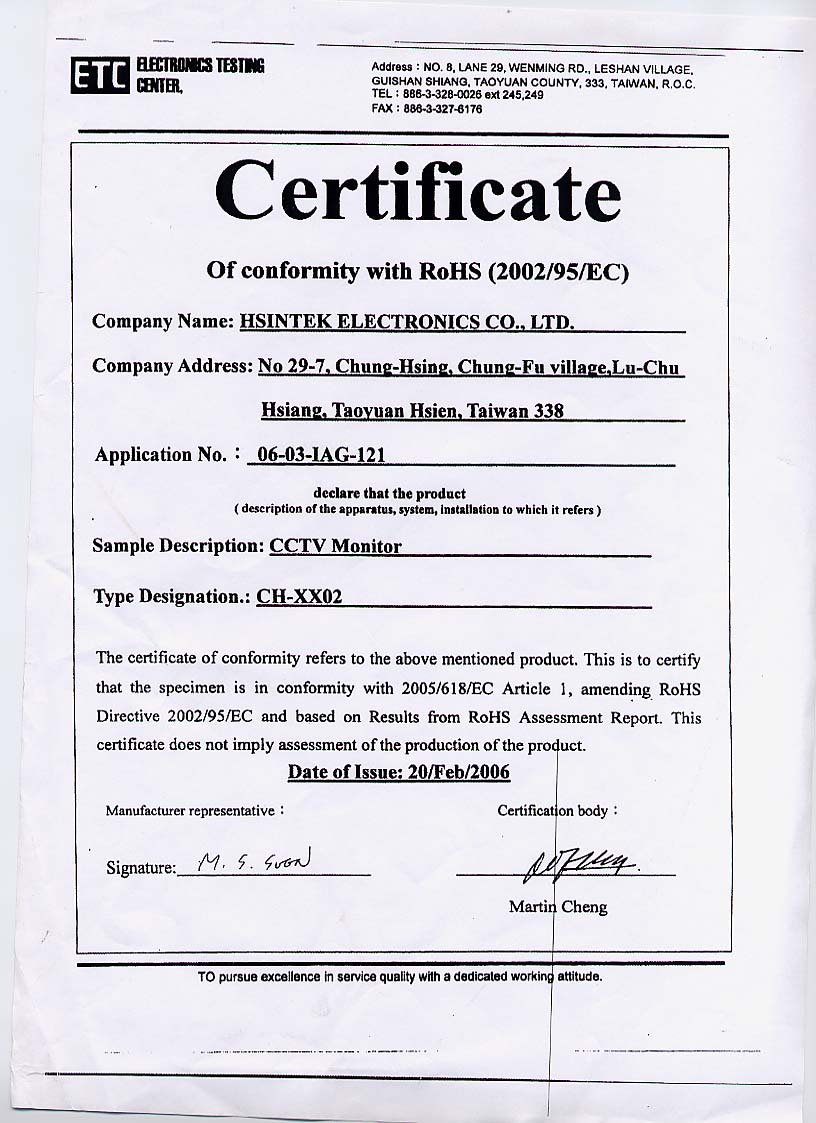 ETC ELECTRONICS TESTING
CENTER,
Address : NO. 8, LANE 29, WENMING RD., LESHAN VILLAGE,
GUISHAN SHIANG, TAOYUAN COUNTY, 333, TAIWAN, R.O.C.
TEL : 886-3-328-0026 ext 245,249
FAX : 886-3-327-6176
Certificate
Of conformity with RoHS (2002/95/EC)
Company Name: HSINTEK ELECTRONICS CO., LTD.
Company Address: No 29-7, Chung-Hsing, Chung-Fu village,Lu-Chu
Hsiang, Taoyuan Hsien, Taiwan 338
Application No. : 06-03-IAG-121
declare that the product
( description of the apparatus, system, installation to which it refers )
Sample Description: CCTV Monitor
Type Designation.: CH-XX02
The certificate of conformity refers to the above mentioned product. This is to certify
that the specimen is in conformity with 2005/618/EC Article 1, amending RoHS
Directive 2002/95/EC and based on Results from RoHS Assessment Report. This
certificate does not imply assessment of the production of the product.
Date of Issue: 20/Feb/2006
Manufacturer representative :
Certification body :
Signature: M. S. 
Martin Cheng
TO pursue excellence in service quality with a dedicated working attitude.